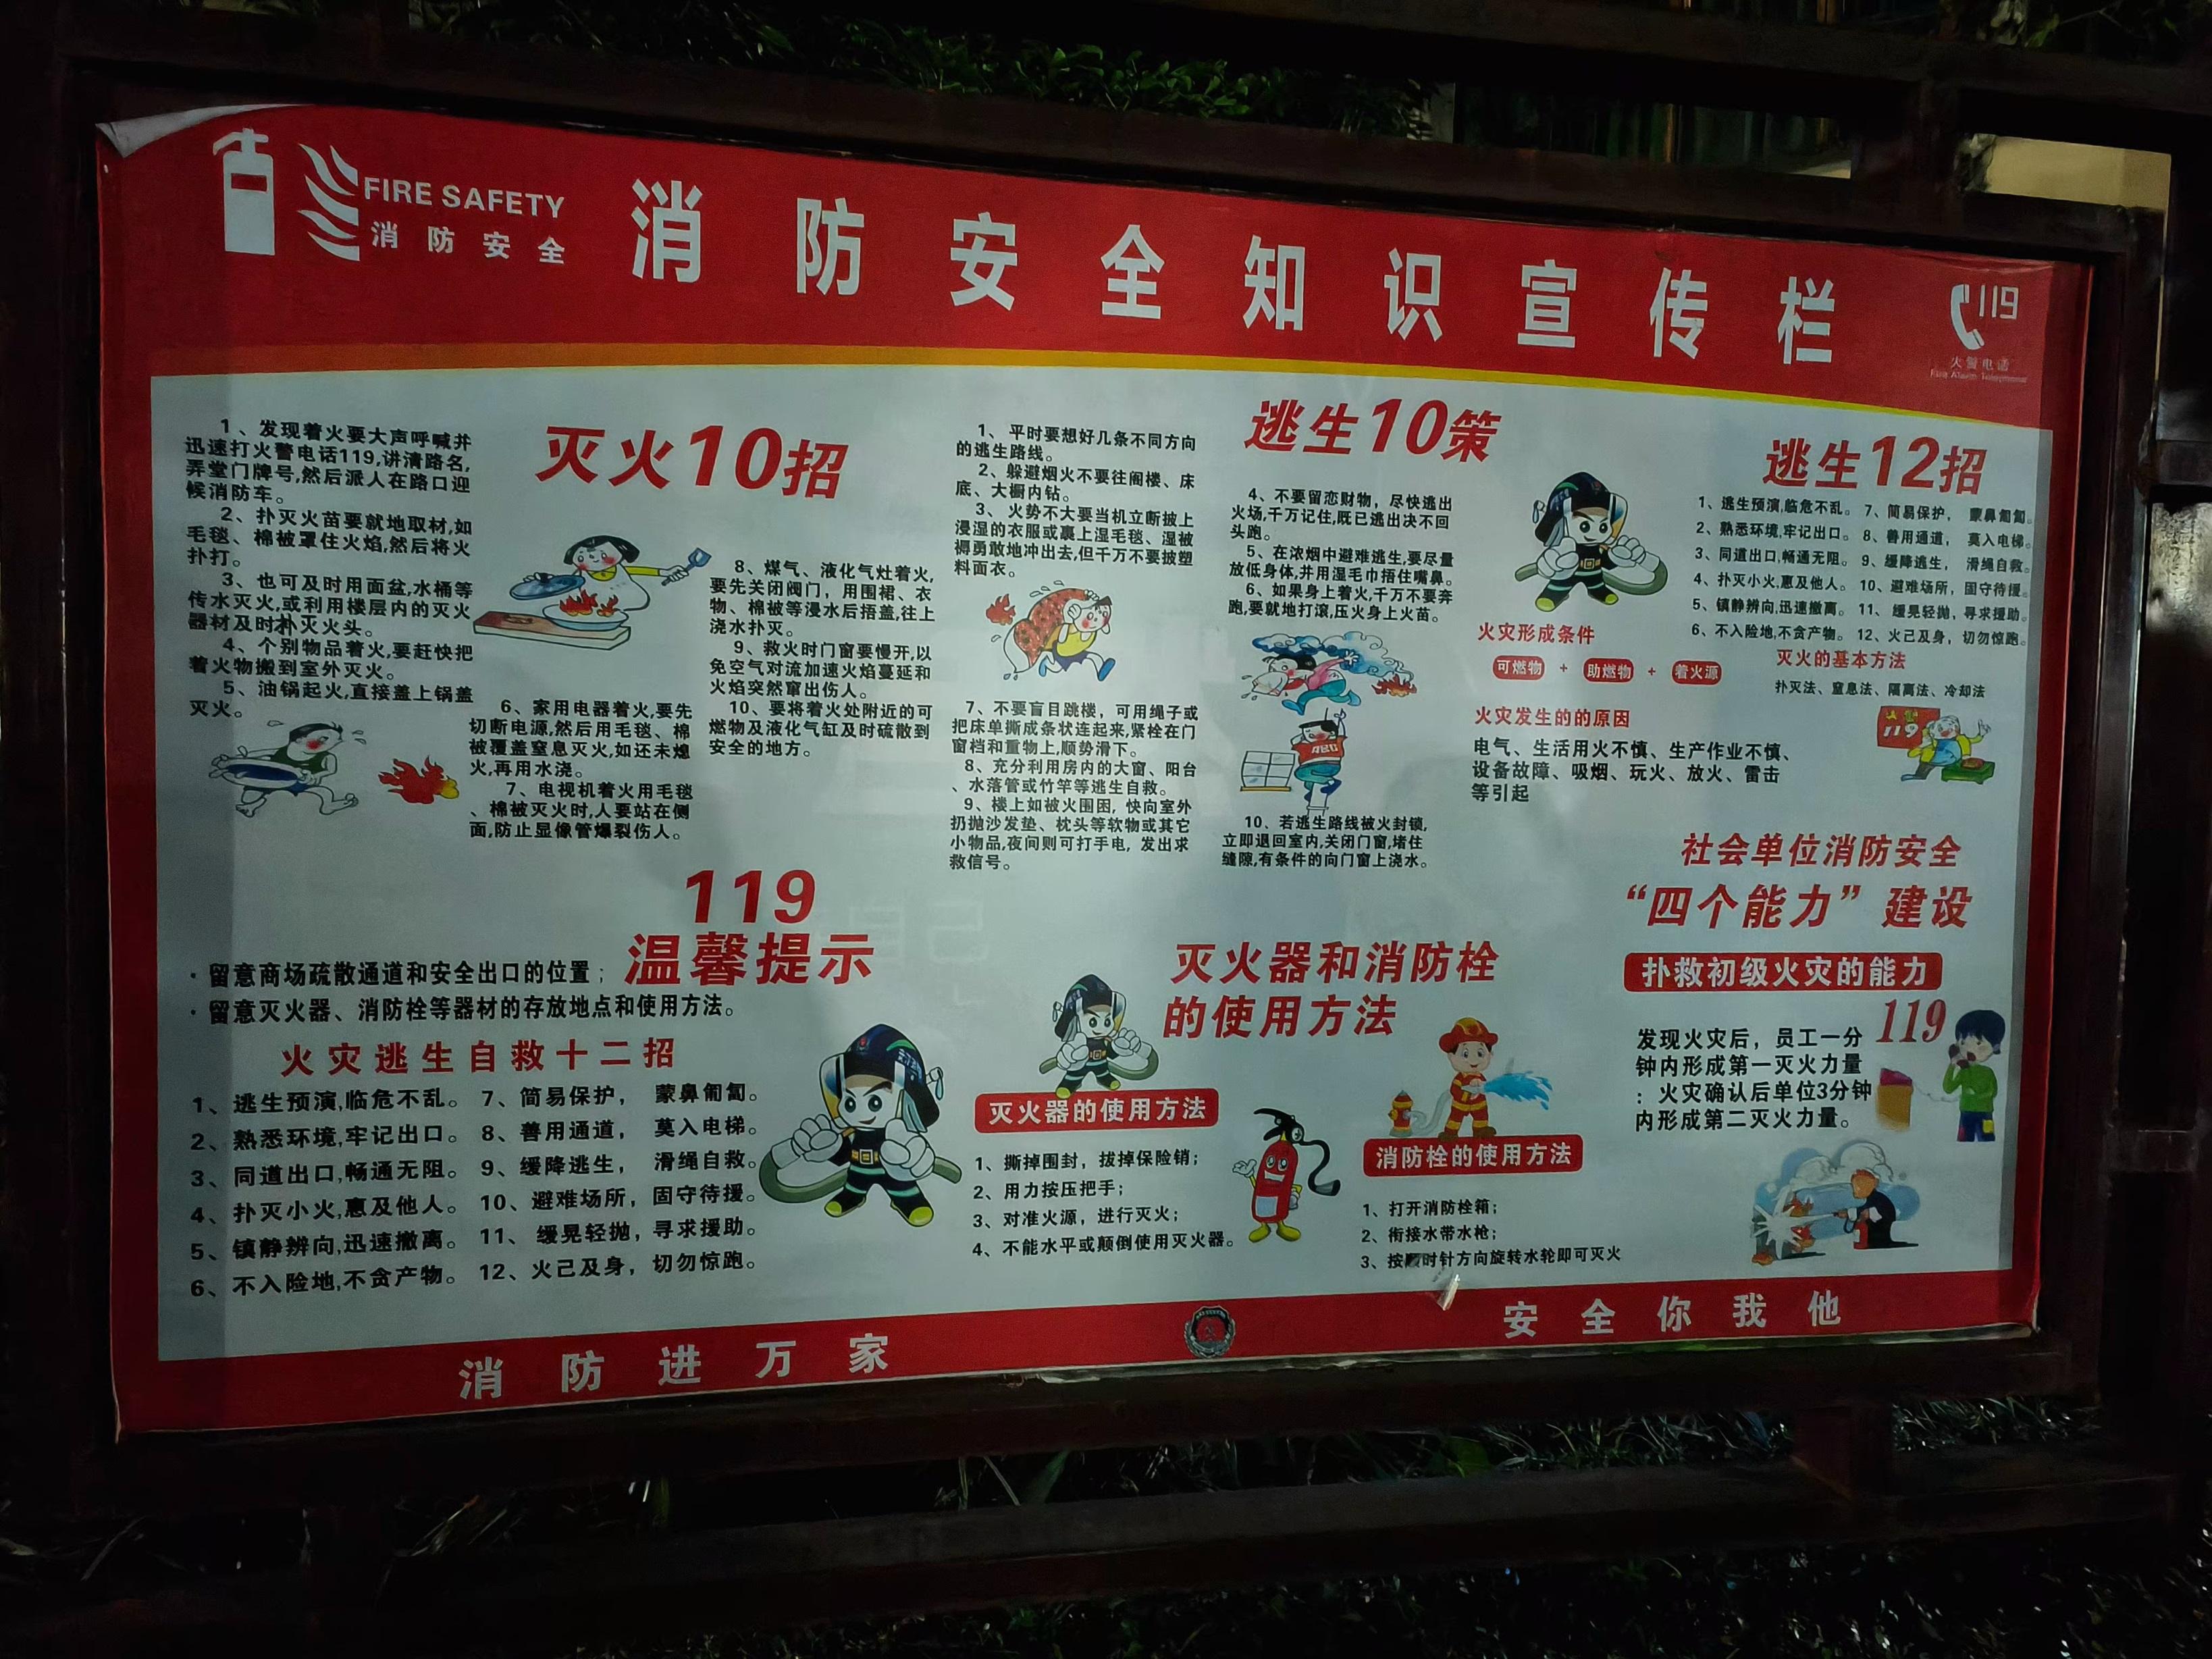 FIRE SAFETY
消防安全
消防安全知识宣传栏
119
火警电话
灭火10招
1、发现着火要大声呼喊并
迅速打火警电话119,讲清路名,
弄堂门牌号,然后派人在路口迎
候消防车。
2、扑灭火苗要就地取材,如
毛毯、棉被罩住火焰,然后将火
扑打。
3、也可及时用面盆,水桶等
传水灭火,或利用楼层内的灭火
器材及时扑灭火头。
4、个别物品着火,要赶快把
着火物搬到室外灭火。
5、油锅起火,直接盖上锅盖
灭火。
6、家用电器着火,要先
切断电源,然后用毛毯、棉
被覆盖窒息灭火,如还未熄
火,再用水浇。
7、电视机着火用毛毯
、棉被灭火时,人要站在侧
面,防止显像管爆裂伤人。
8、煤气、液化气灶着火,
要先关闭阀门，用围裙、衣
物、棉被等浸水后捂盖,往上
浇水扑灭。
9、救火时门窗要慢开,以
免空气对流加速火焰蔓延和
火焰突然窜出伤人。
10、要将着火处附近的可
燃物及液化气缸及时疏散到
安全的地方。
逃生10策
1、平时要想好几条不同方向
的逃生路线。
2、躲避烟火不要往阁楼、床
底、大橱内钻。
3、火势不大要当机立断披上
浸湿的衣服或裹上湿毛毯、湿被
褥勇敢地冲出去,但千万不要披塑
料面衣。
4、不要留恋财物，尽快逃出
火场,千万记住,既已逃出决不回
头跑。
5、在浓烟中避难逃生,要尽量
放低身体,并用湿毛巾捂住嘴鼻。
6、如果身上着火,千万不要奔
跑,要就地打滚,压火身上火苗。
7、不要盲目跳楼，可用绳子或
把床单撕成条状连起来,紧栓在门
窗档和重物上,顺势滑下。
8、充分利用房内的大窗、阳台
、水落管或竹竿等逃生自救。
9、楼上如被火围困，快向室外
扔抛沙发垫、枕头等软物或其它
小物品,夜间则可打手电，发出求
救信号。
10、若逃生路线被火封锁,
立即退回室内,关闭门窗,堵住
缝隙,有条件的向门窗上浇水。
逃生12招
1、逃生预演,临危不乱。 7、简易保护， 蒙鼻匍匐。
2、熟悉环境,牢记出口。 8、善用通道， 莫入电梯。
3、同道出口,畅通无阻。 9、缓降逃生， 滑绳自救。
4、扑灭小火,惠及他人。 10、避难场所，固守待援。
5、镇静辨向,迅速撤离。 11、缓晃轻抛，寻求援助。
6、不入险地,不贪产物。 12、火己及身，切勿惊跑。
火灾形成条件
可燃物 + 助燃物 + 着火源
灭火的基本方法
扑灭法、窒息法、隔离法、冷却法
火灾发生的的原因
电气、生活用火不慎、生产作业不慎、
设备故障、吸烟、玩火、放火、雷击
等引起
119
119
温馨提示
·留意商场疏散通道和安全出口的位置；
·留意灭火器、消防栓等器材的存放地点和使用方法。
火灾逃生自救十二招
1、逃生预演,临危不乱。 7、简易保护， 蒙鼻匍匐。
2、熟悉环境,牢记出口。 8、善用通道， 莫入电梯。
3、同道出口,畅通无阻。 9、缓降逃生， 滑绳自救。
4、扑灭小火,惠及他人。 10、避难场所，固守待援。
5、镇静辨向,迅速撤离。 11、缓晃轻抛，寻求援助。
6、不入险地,不贪产物。 12、火己及身，切勿惊跑。
灭火器和消防栓
的使用方法
灭火器的使用方法
1、撕掉围封，拔掉保险销；
2、用力按压把手；
3、对准火源，进行灭火；
4、不能水平或颠倒使用灭火器。
消防栓的使用方法
1、打开消防栓箱；
2、衔接水带水枪；
3、按顺时针方向旋转水轮即可灭火
社会单位消防安全
“四个能力”建设
扑救初级火灾的能力
119
发现火灾后，员工一分
钟内形成第一灭火力量
：火灾确认后单位3分钟
内形成第二灭火力量。
消防进万家
安全你我他